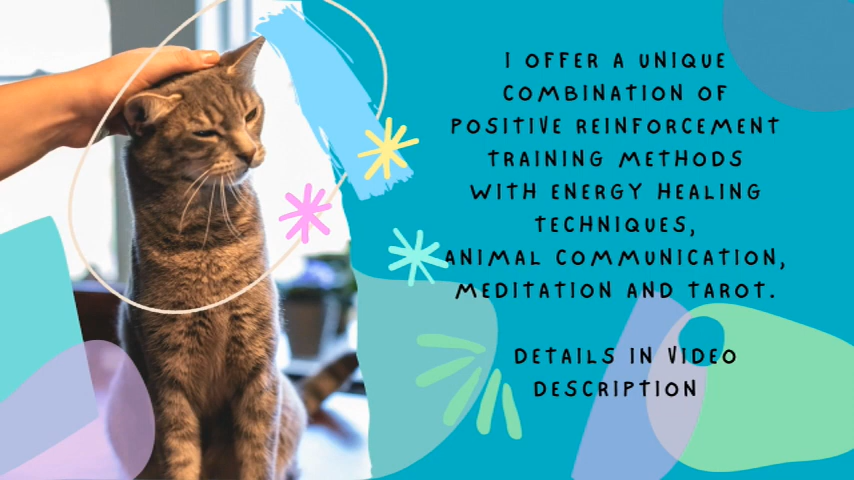 I OFFER A UNIQUE
COMBINATION OF
POSITIVE REINFORCEMENT
TRAINING METHODS
WITH ENERGY HEALING
TECHNIQUES,
ANIMAL COMMUNICATION,
MEDITATION AND TAROT.
DETAILS IN VIDEO
DESCRIPTION